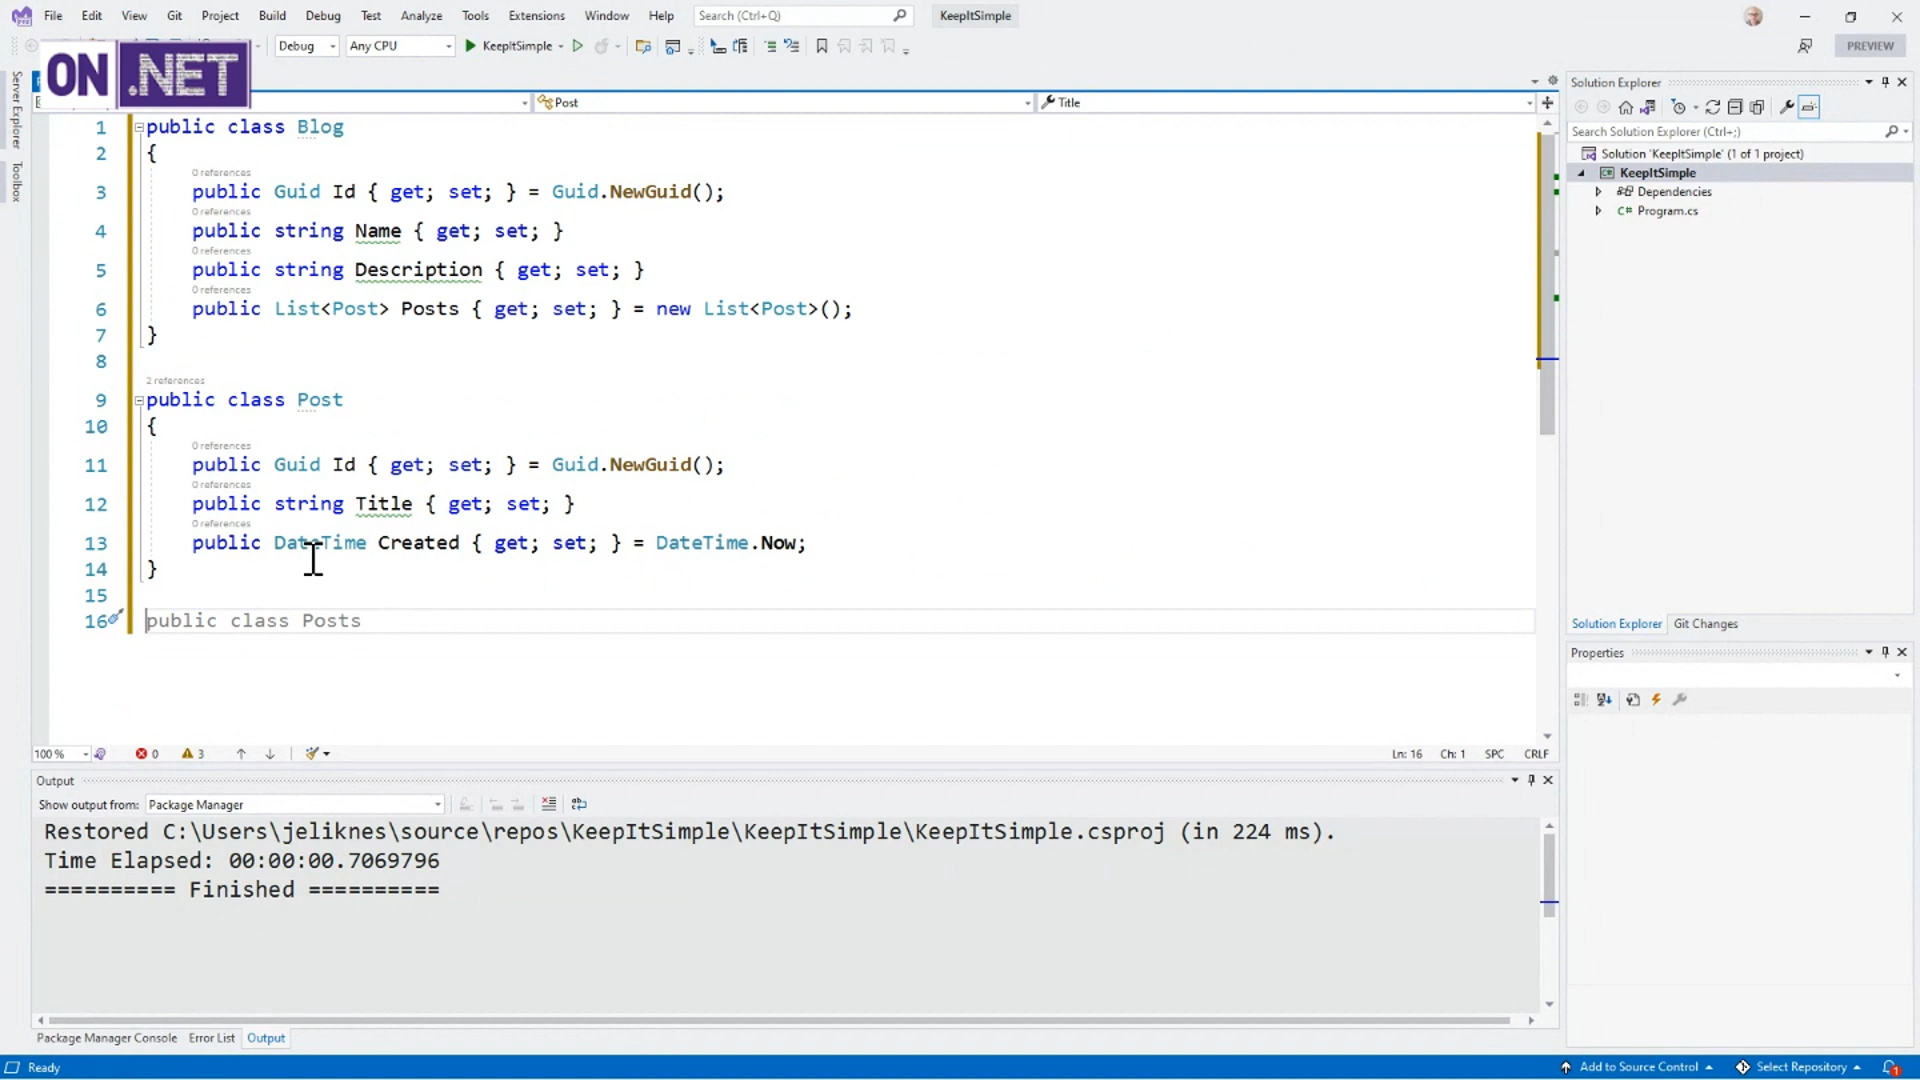 File Edit View Git Project Build Debug Test Analyze Tools Extensions Window Help Search (Ctrl+Q) KeepItSimple
Debug Any CPU KeepItSimple PREVIEW
ON .NET
Server Explorer
Toolbox
Post Title
1 public class Blog
2 {
0 references
3 public Guid Id { get; set; } = Guid.NewGuid();
0 references
4 public string Name { get; set; }
0 references
5 public string Description { get; set; }
0 references
6 public List<Post> Posts { get; set; } = new List<Post>();
7 }
8
2 references
9 public class Post
10 {
0 references
11 public Guid Id { get; set; } = Guid.NewGuid();
0 references
12 public string Title { get; set; }
0 references
13 public DateTime Created { get; set; } = DateTime.Now;
14 }
15
16 public class Posts
100 % 0 3 Ln: 16 Ch: 1 SPC CRLF
Output
Show output from: Package Manager
Restored C:\Users\jeliknes\source\repos\KeepItSimple\KeepItSimple\KeepItSimple.csproj (in 224 ms).
Time Elapsed: 00:00:00.7069796
========== Finished ==========
Package Manager Console Error List Output
Solution Explorer
Search Solution Explorer (Ctrl+;)
Solution 'KeepItSimple' (1 of 1 project)
KeepItSimple
Dependencies
C# Program.cs
Solution Explorer Git Changes
Properties
Ready Add to Source Control Select Repository 1